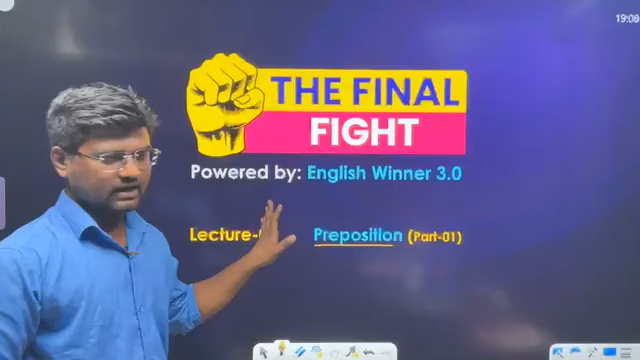 19:08
THE FINAL
FIGHT
Powered by: English Winner 3.0
Lecture- Preposition (Part-01)